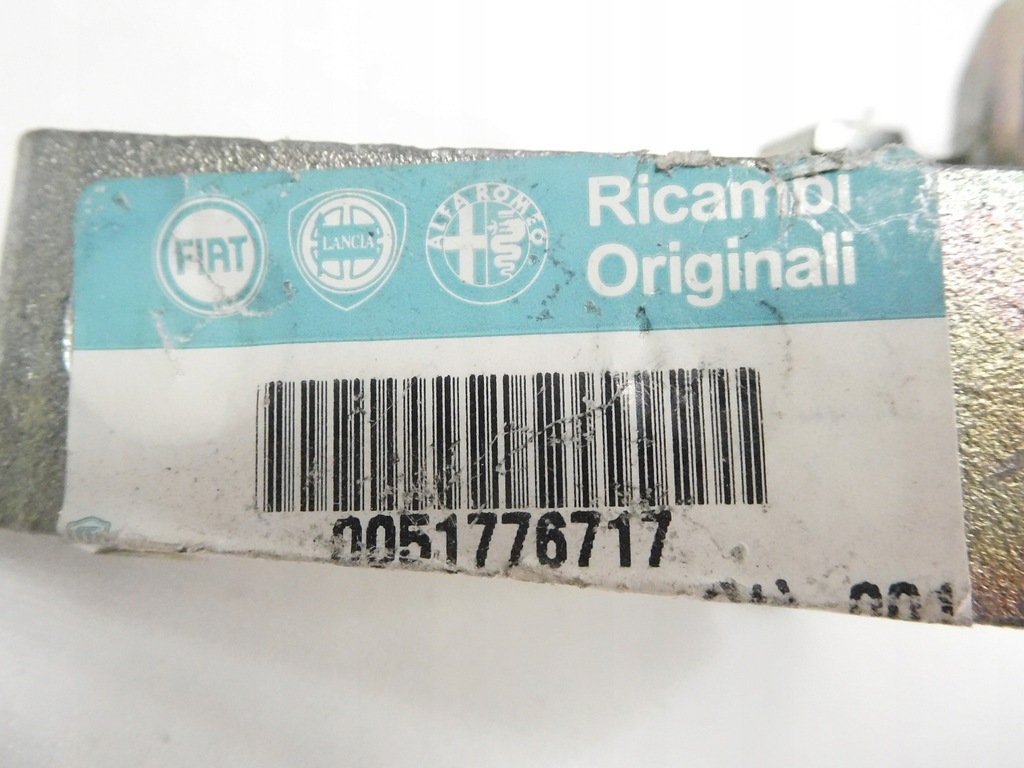 FIAT
LANCIA
ALFA ROMEO
Ricambi
Originali
0051776717